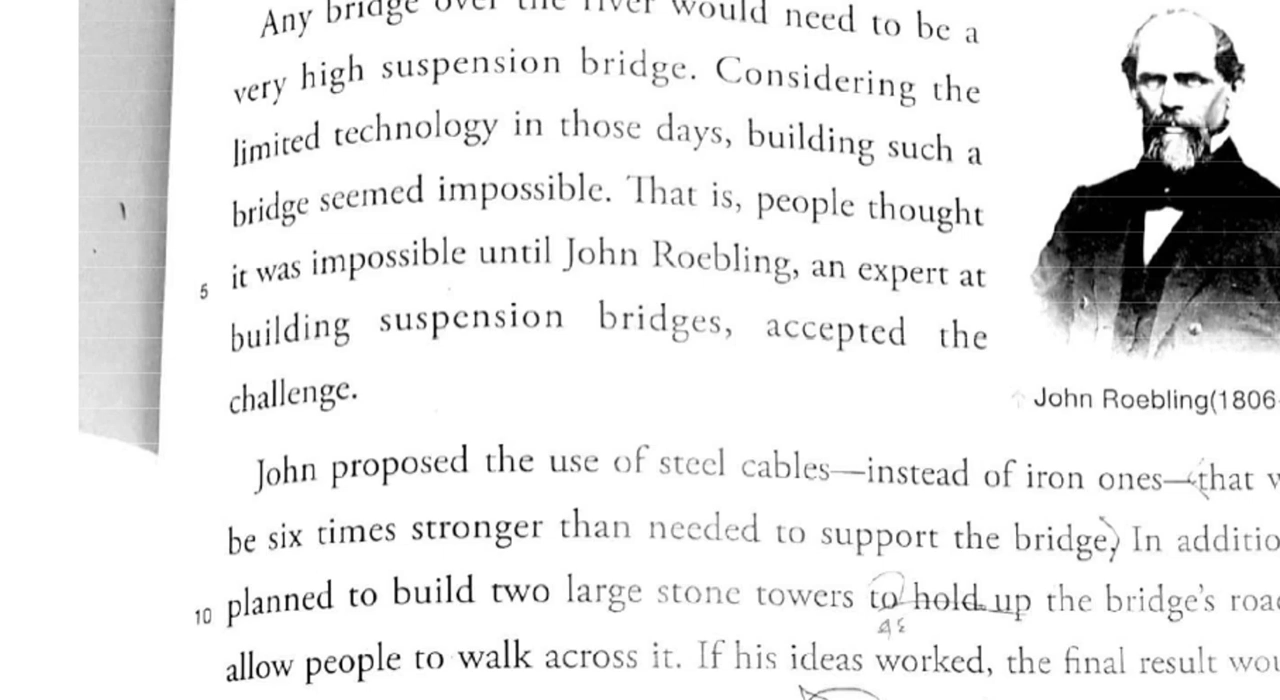 Any bridge over the river would need to be a
very high suspension bridge. Considering the
limited technology in those days, building such a
bridge seemed impossible. That is, people thought
it was impossible until John Roebling, an expert at
5
building suspension bridges, accepted the
challenge.
John Roebling(1806-
John proposed the use of steel cables—instead of iron ones—that w
be six times stronger than needed to support the bridge. In additio
planned to build two large stone towers to hold up the bridge's roa
10
allow people to walk across it. If his ideas worked, the final result wou